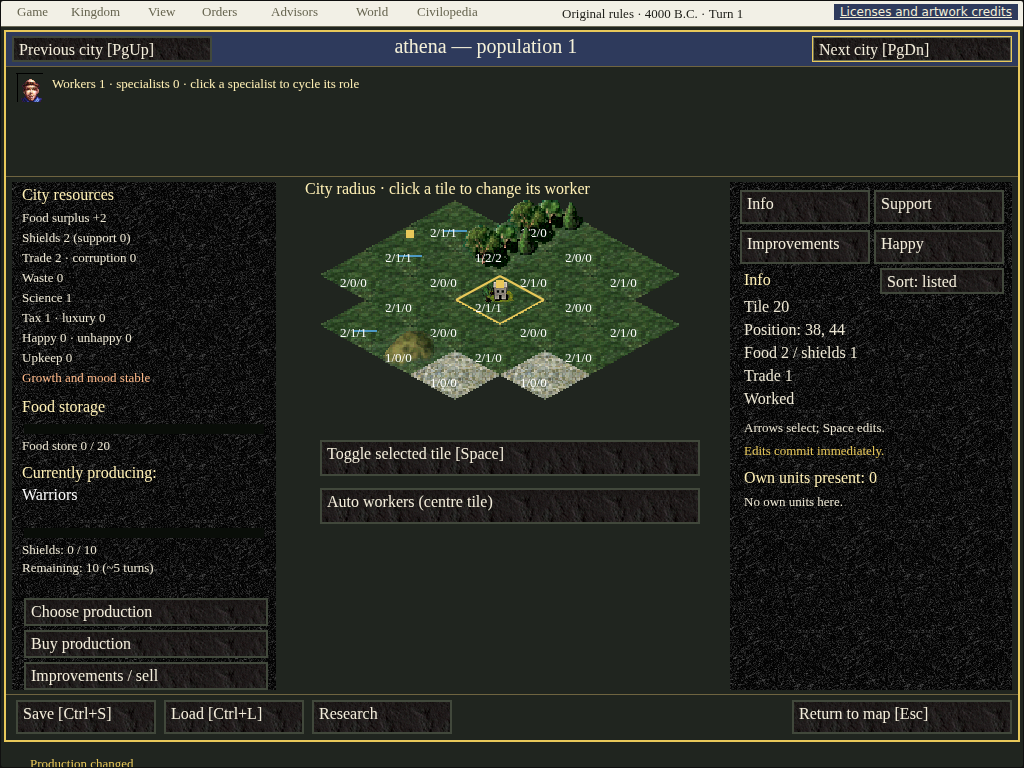 Game Kingdom View Orders Advisors World Civilopedia Original rules · 4000 B.C. · Turn 1 Licenses and artwork credits
Previous city [PgUp] athena — population 1 Next city [PgDn]
Workers 1 · specialists 0 · click a specialist to cycle its role
City resources
Food surplus +2
Shields 2 (support 0)
Trade 2 · corruption 0
Waste 0
Science 1
Tax 1 · luxury 0
Happy 0 · unhappy 0
Upkeep 0
Growth and mood stable
Food storage
Food store 0 / 20
Currently producing:
Warriors
Shields: 0 / 10
Remaining: 10 (~5 turns)
Choose production
Buy production
Improvements / sell
City radius · click a tile to change its worker
2/1/1 2/0
2/1/1 1/2/2 2/0/0
2/0/0 2/0/0 2/1/0 2/1/0
2/1/0 2/1/1 2/0/0
2/1/1 2/0/0 2/0/0 2/1/0
1/0/0 2/1/0 2/1/0
1/0/0 1/0/0
Toggle selected tile [Space]
Auto workers (centre tile)
Info Support
Improvements Happy
Info Sort: listed
Tile 20
Position: 38, 44
Food 2 / shields 1
Trade 1
Worked
Arrows select; Space edits.
Edits commit immediately.
Own units present: 0
No own units here.
Save [Ctrl+S] Load [Ctrl+L] Research Return to map [Esc]
Production changed